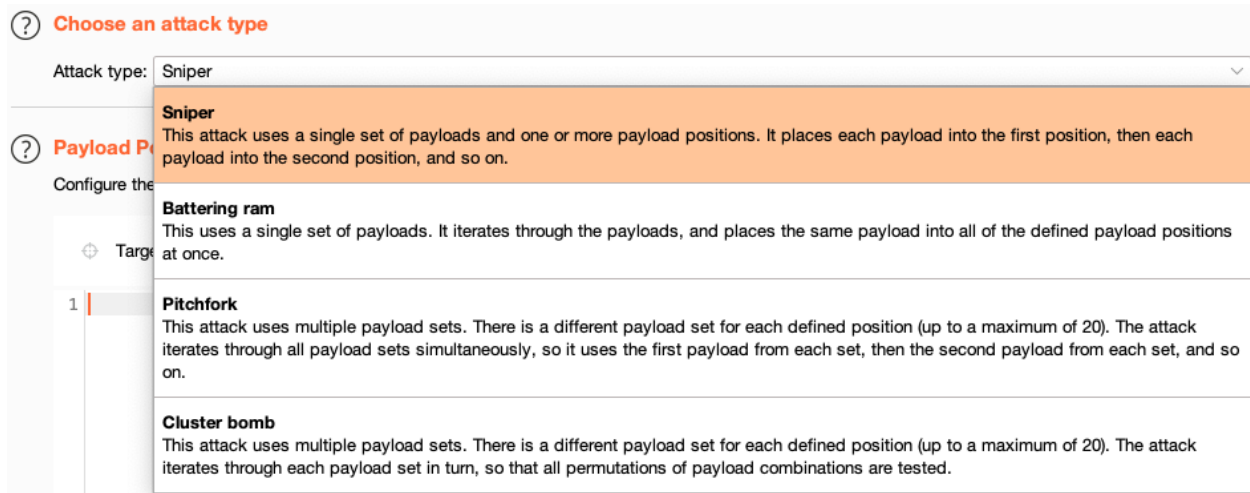 Choose an attack type
Attack type: Sniper
Sniper
This attack uses a single set of payloads and one or more payload positions. It places each payload into the first position, then each
payload into the second position, and so on.
Payload
Configure the
Battering ram
This uses a single set of payloads. It iterates through the payloads, and places the same payload into all of the defined payload positions
at once.
1
Pitchfork
This attack uses multiple payload sets. There is a different payload set for each defined position (up to a maximum of 20). The attack
iterates through all payload sets simultaneously, so it uses the first payload from each set, then the second payload from each set, and so
on.
Cluster bomb
This attack uses multiple payload sets. There is a different payload set for each defined position (up to a maximum of 20). The attack
iterates through each payload set in turn, so that all permutations of payload combinations are tested.